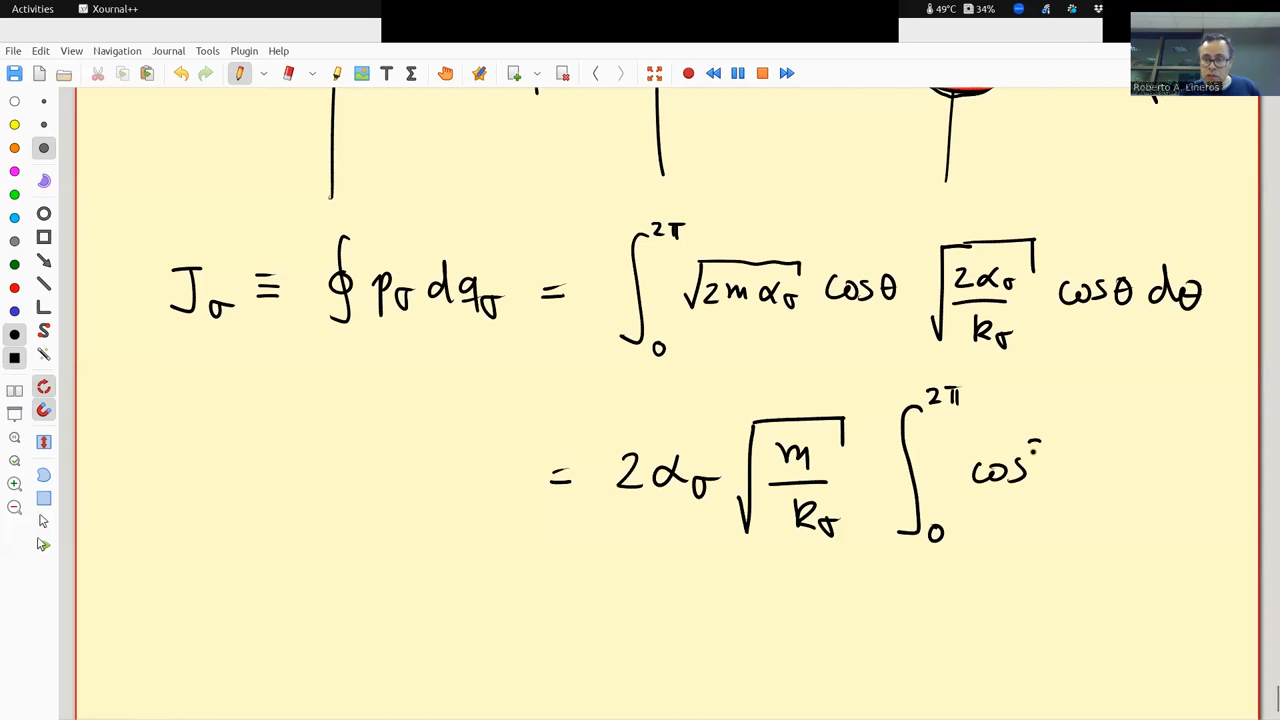 Activities Xournal++ 49°C 34%
File Edit View Navigation Journal Tools Plugin Help
Roberto A. Lineros
J_σ ≡ ∮ p_σ dq_σ = ∫_0^{2π} √(2mα_σ) cosθ √(2α_σ/k_σ) cosθ dθ
= 2α_σ √(m/k_σ) ∫_0^{2π} cos